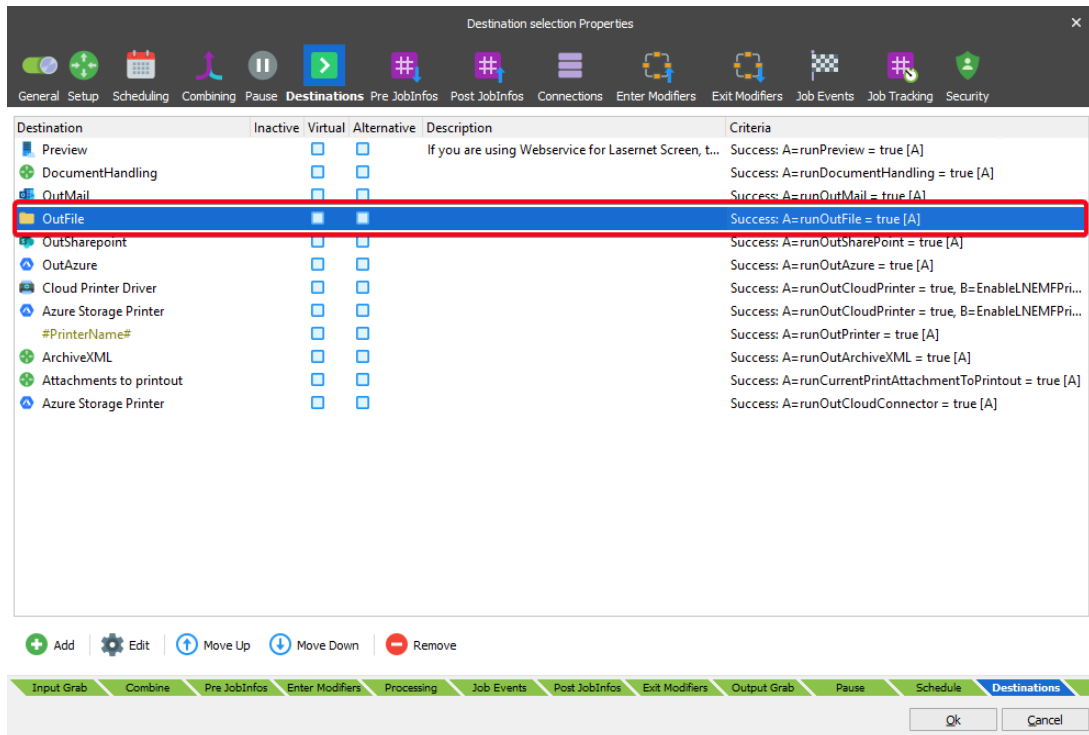 Destination selection Properties
General Setup Scheduling Combining Pause Destinations Pre JobInfos Post JobInfos Connections Enter Modifiers Exit Modifiers Job Events Job Tracking Security
Destination Inactive Virtual Alternative Description Criteria
Preview If you are using Webservice for Lasernet Screen, t... Success: A=runPreview = true [A]
DocumentHandling Success: A=runDocumentHandling = true [A]
OutMail Success: A=runOutMail = true [A]
OutFile Success: A=runOutFile = true [A]
OutSharepoint Success: A=runOutSharePoint = true [A]
OutAzure Success: A=runOutAzure = true [A]
Cloud Printer Driver Success: A=runOutCloudPrinter = true, B=EnableLNEMFPri...
Azure Storage Printer Success: A=runOutCloudPrinter = true, B=EnableLNEMFPri...
#PrinterName# Success: A=runOutPrinter = true [A]
ArchiveXML Success: A=runOutArchiveXML = true [A]
Attachments to printout Success: A=runCurrentPrintAttachmentToPrintout = true [A]
Azure Storage Printer Success: A=runOutCloudConnector = true [A]
Add Edit Move Up Move Down Remove
Input Grab Combine Pre JobInfos Enter Modifiers Processing Job Events Post JobInfos Exit Modifiers Output Grab Pause Schedule Destinations
Ok Cancel